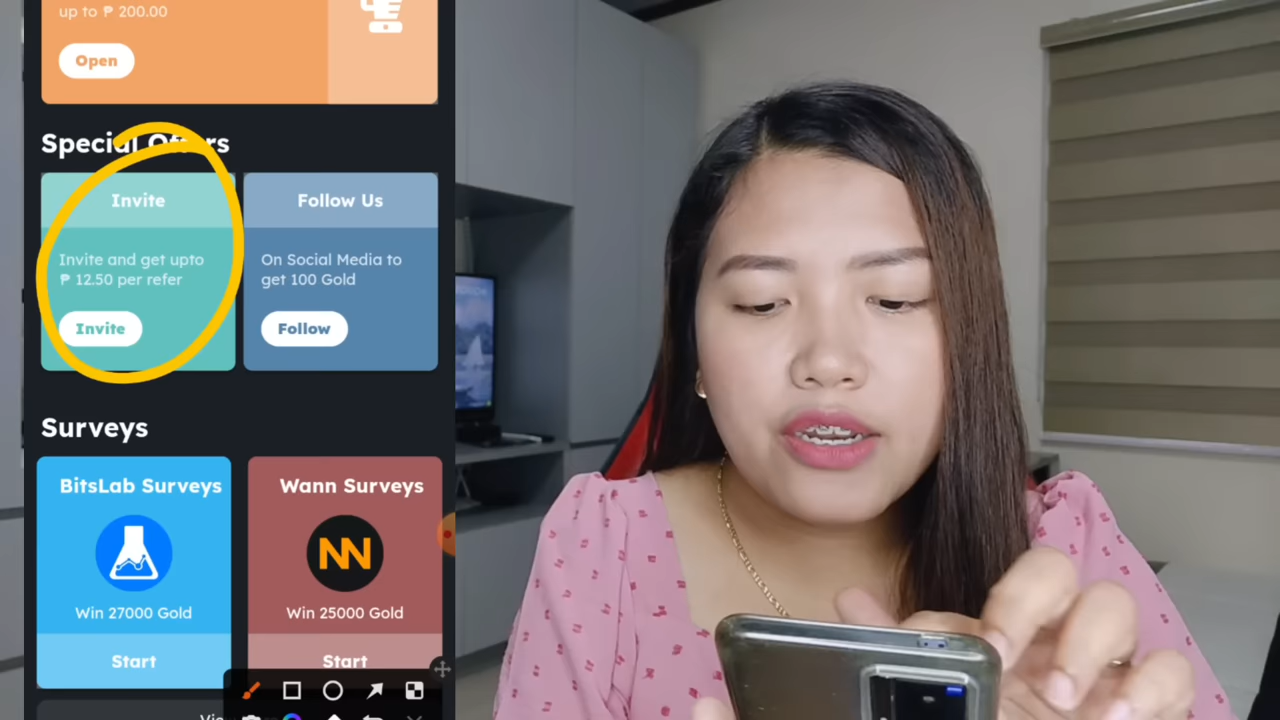 up to ₱ 200.00
Open
Special Offers
Invite
Invite and get upto
₱ 12.50 per refer
Invite
Follow Us
On Social Media to
get 100 Gold
Follow
Surveys
BitsLab Surveys
Win 27000 Gold
Start
Wann Surveys
NN
Win 25000 Gold
Start